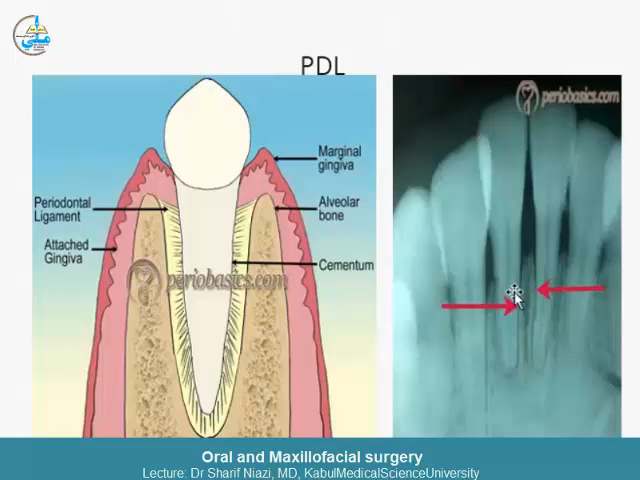 ملي
PDL
periobasics.com
Marginal
gingiva
Periodontal
Ligament
Alveolar
bone
Attached
Gingiva
Cementum
periobasics.com
Oral and Maxillofacial surgery
Lecture: Dr Sharif Niazi, MD, KabulMedicalScienceUniversity